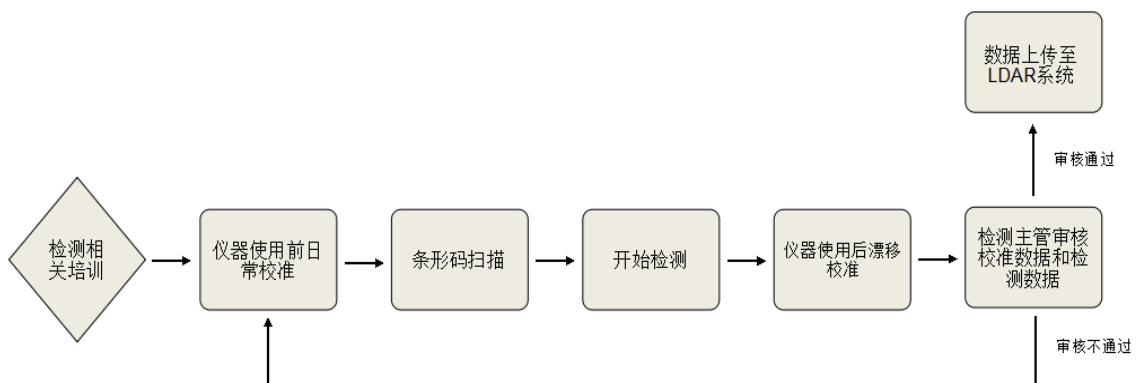 数据上传至
LDAR系统
审核通过
检测相
关培训
仪器使用前日
常校准
条形码扫描
开始检测
仪器使用后漂移
校准
检测主管审核
校准数据和检
测数据
审核不通过